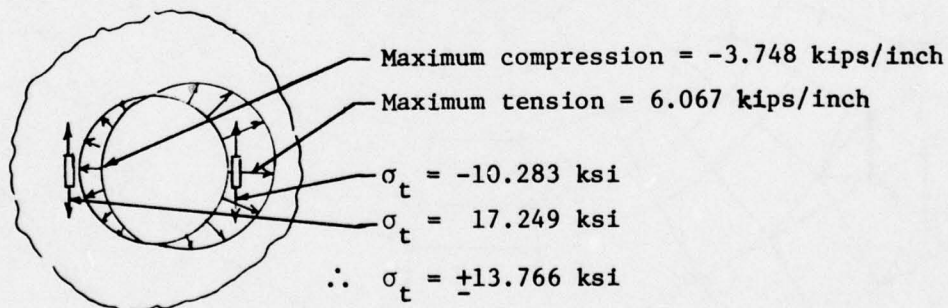 Maximum compression = -3.748 kips/inch
Maximum tension = 6.067 kips/inch
σt = -10.283 ksi
σt = 17.249 ksi
∴ σt = ±13.766 ksi